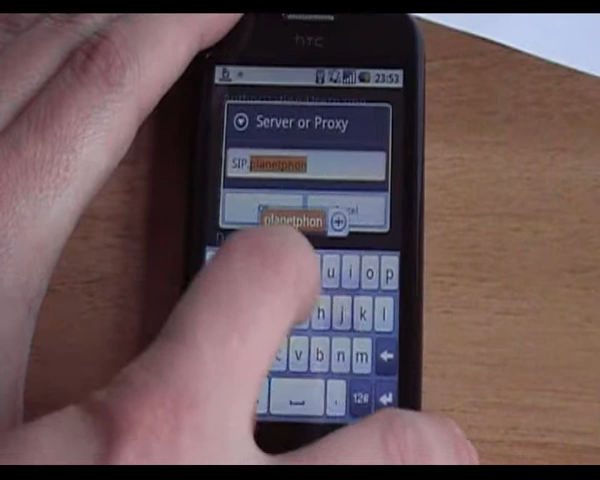 hTC
23:53
Server or Proxy
SIP.planetphon
planetphon
u i o p
h j k l
c v b n m
. 12#